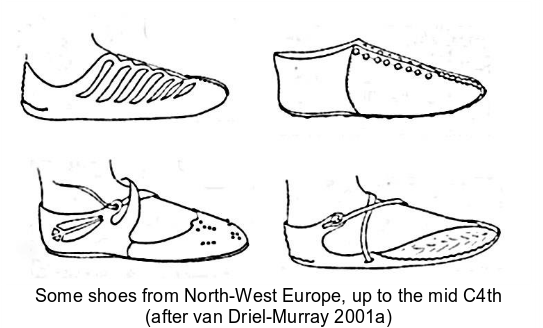 Some shoes from North-West Europe, up to the mid C4th
(after van Driel-Murray 2001a)